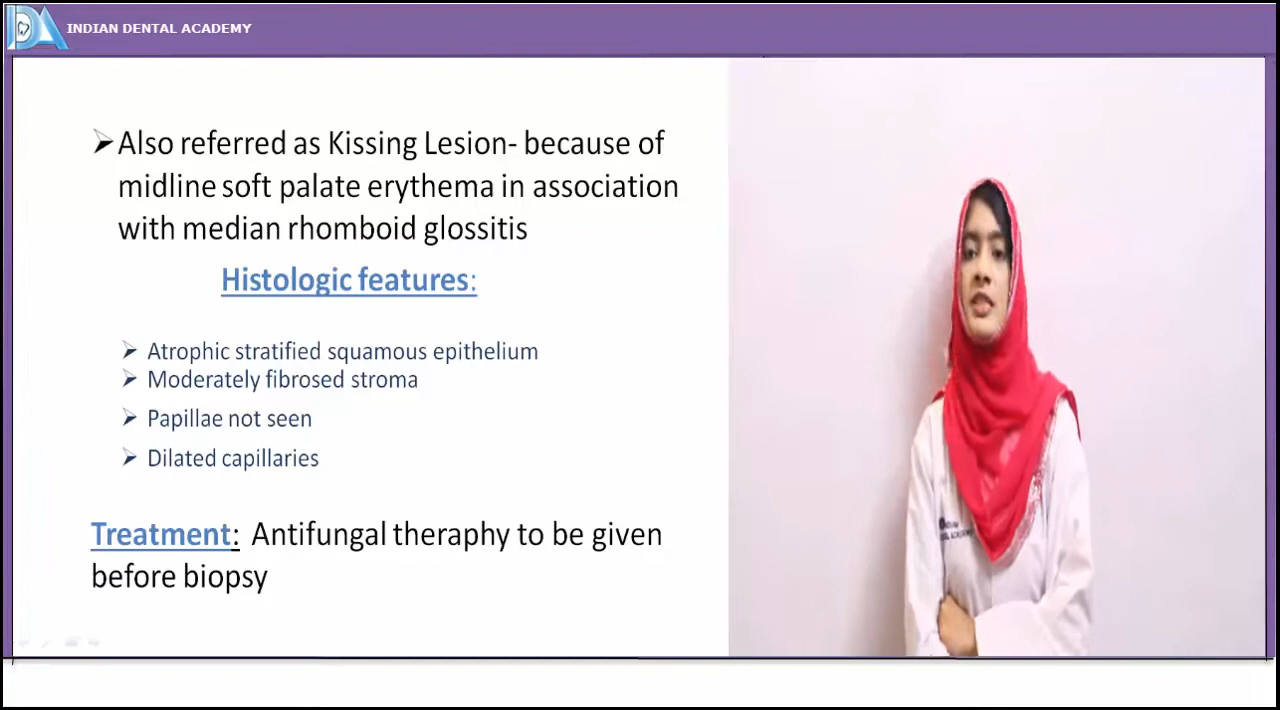 INDIAN DENTAL ACADEMY
Also referred as Kissing Lesion- because of
midline soft palate erythema in association
with median rhomboid glossitis
Histologic features:
Atrophic stratified squamous epithelium
Moderately fibrosed stroma
Papillae not seen
Dilated capillaries
Treatment: Antifungal theraphy to be given
before biopsy